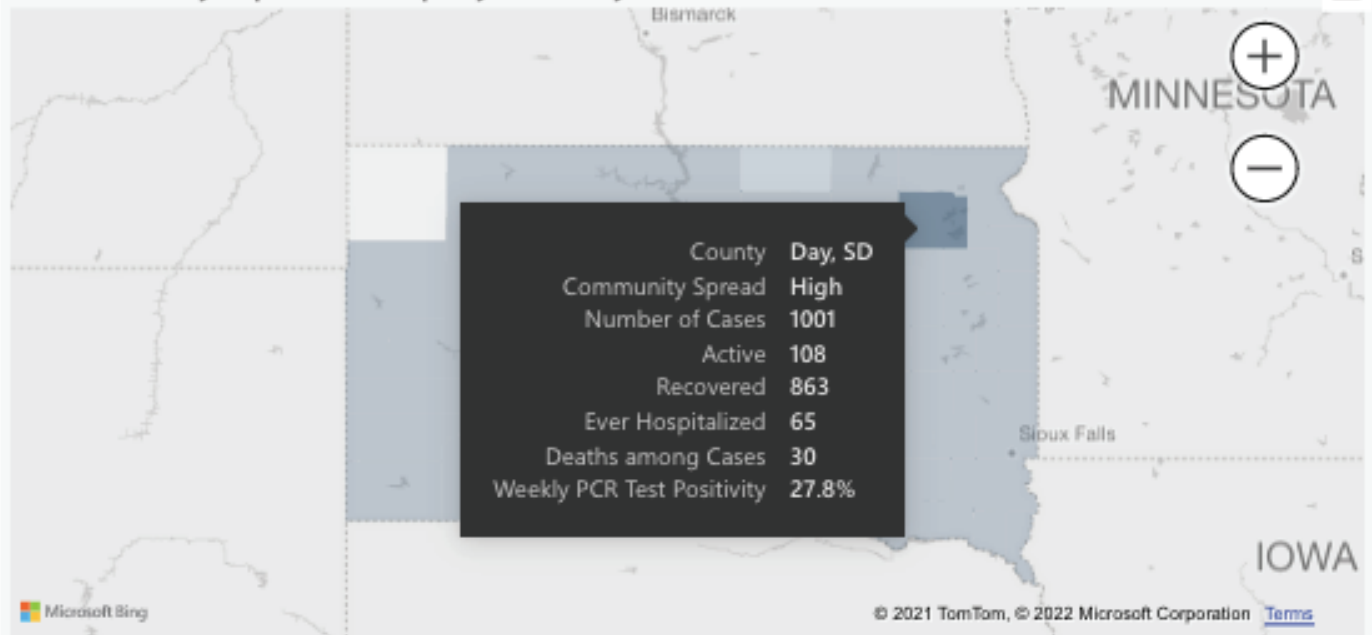 Bismarck
MINNESOTA
County Day, SD
Community Spread High
Number of Cases 1001
Active 108
Recovered 863
Ever Hospitalized 65
Deaths among Cases 30
Weekly PCR Test Positivity 27.8%
Sioux Falls
IOWA
Microsoft Bing
© 2021 TomTom, © 2022 Microsoft Corporation Terms